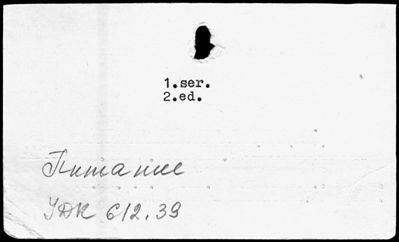 1.ser.
2.ed.
Питание
УДК 612.39